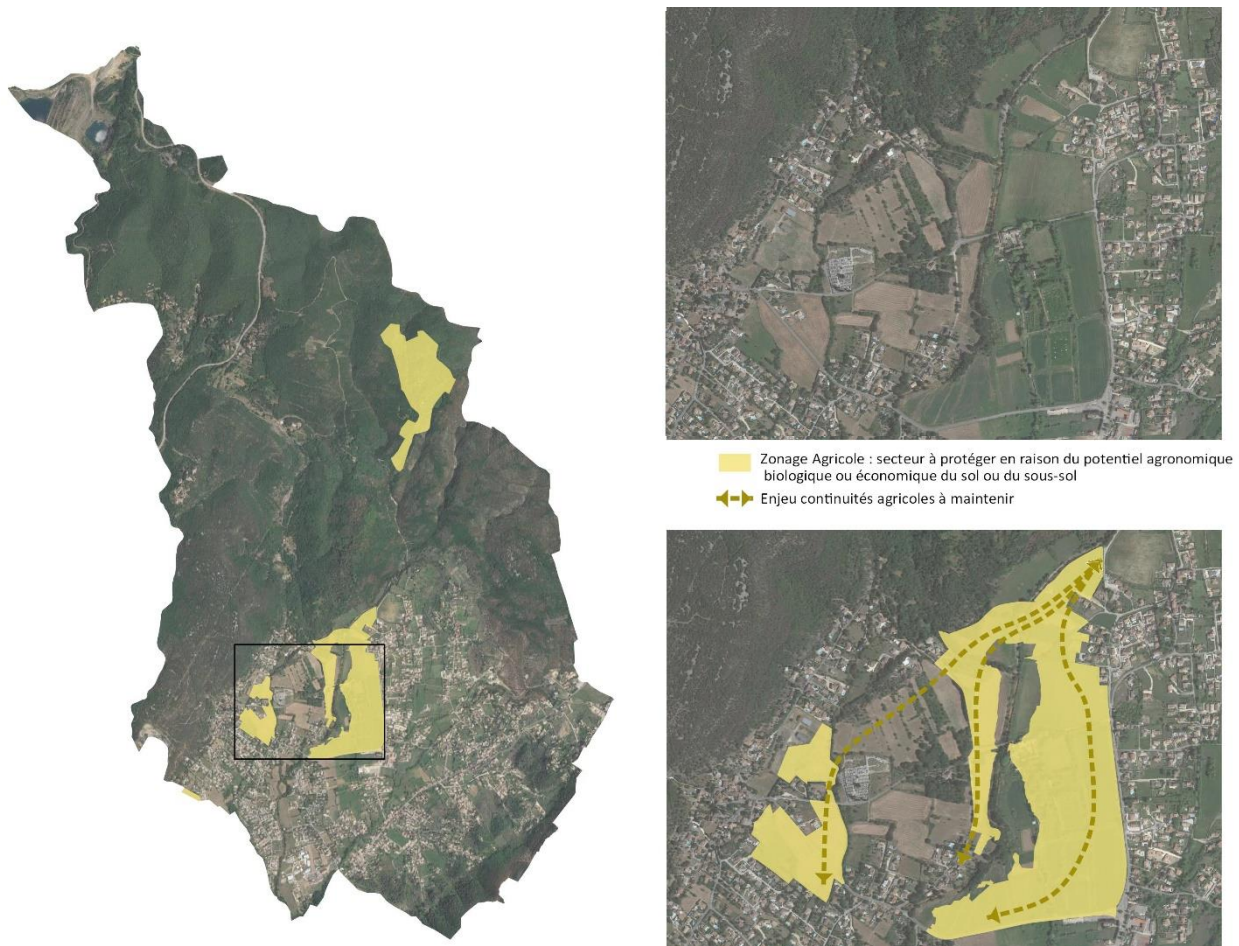 Zonage Agricole : secteur à protéger en raison du potentiel agronomique
biologique ou économique du sol ou du sous-sol
Enjeu continuités agricoles à maintenir